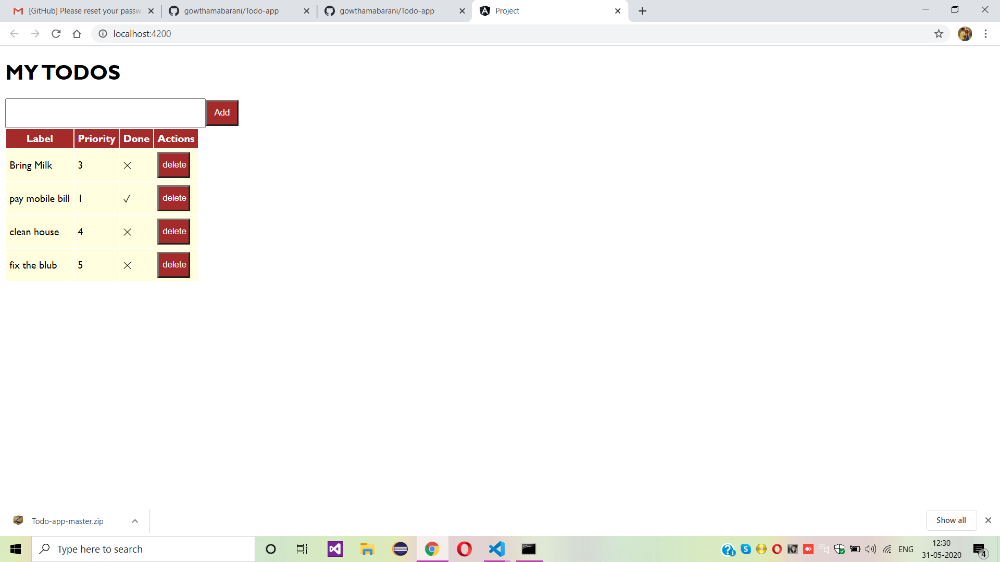 [GitHub] Please reset your passw
gowthamabarani/Todo-app
gowthamabarani/Todo-app
Project
localhost:4200
MY TODOS
Add
Label Priority Done Actions
Bring Milk 3 ✕ delete
pay mobile bill 1 ✓ delete
clean house 4 ✕ delete
fix the blub 5 ✕ delete
Todo-app-master.zip
Show all
Type here to search
ENG
12:30
31-05-2020
4